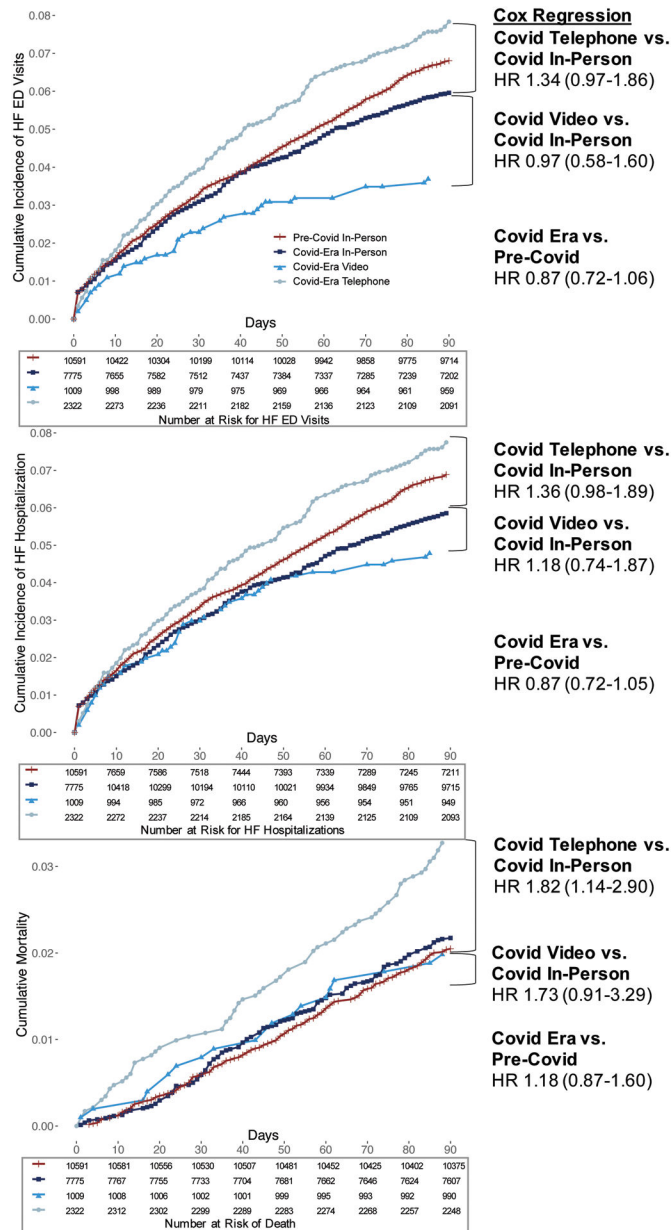 Cox Regression
Covid Telephone vs.
Covid In-Person
HR 1.34 (0.97-1.86)
Covid Video vs.
Covid In-Person
HR 0.97 (0.58-1.60)
Covid Era vs.
Pre-Covid
HR 0.87 (0.72-1.06)
Cumulative Incidence of HF ED Visits
0.08
0.07
0.06
0.05
0.04
0.03
0.02
0.01
0.00
Pre-Covid In-Person
Covid-Era In-Person
Covid-Era Video
Covid-Era Telephone
Days
0 10 20 30 40 50 60 70 80 90
10591 10422 10304 10199 10114 10028 9942 9858 9775 9714
7775 7655 7582 7512 7437 7384 7337 7285 7239 7202
1009 998 989 979 975 969 966 964 961 959
2322 2273 2236 2211 2182 2159 2136 2123 2109 2091
Number at Risk for HF ED Visits
Cumulative Incidence of HF Hospitalization
0.08
0.07
0.06
0.05
0.04
0.03
0.02
0.01
0.00
Covid Telephone vs.
Covid In-Person
HR 1.36 (0.98-1.89)
Covid Video vs.
Covid In-Person
HR 1.18 (0.74-1.87)
Covid Era vs.
Pre-Covid
HR 0.87 (0.72-1.05)
Days
0 10 20 30 40 50 60 70 80 90
10591 7659 7586 7518 7444 7393 7339 7289 7245 7211
7775 10418 10299 10194 10110 10021 9934 9849 9765 9715
1009 994 985 972 966 960 956 954 951 949
2322 2272 2237 2214 2185 2164 2139 2125 2109 2093
Number at Risk for HF Hospitalizations
Cumulative Mortality
0.03
0.02
0.01
0.00
Covid Telephone vs.
Covid In-Person
HR 1.82 (1.14-2.90)
Covid Video vs.
Covid In-Person
HR 1.73 (0.91-3.29)
Covid Era vs.
Pre-Covid
HR 1.18 (0.87-1.60)
Days
0 10 20 30 40 50 60 70 80 90
10591 10581 10556 10530 10507 10481 10452 10425 10402 10375
7775 7767 7755 7733 7704 7681 7662 7646 7624 7607
1009 1008 1006 1002 1001 999 995 993 992 990
2322 2312 2302 2299 2289 2283 2274 2268 2257 2248
Number at Risk of Death